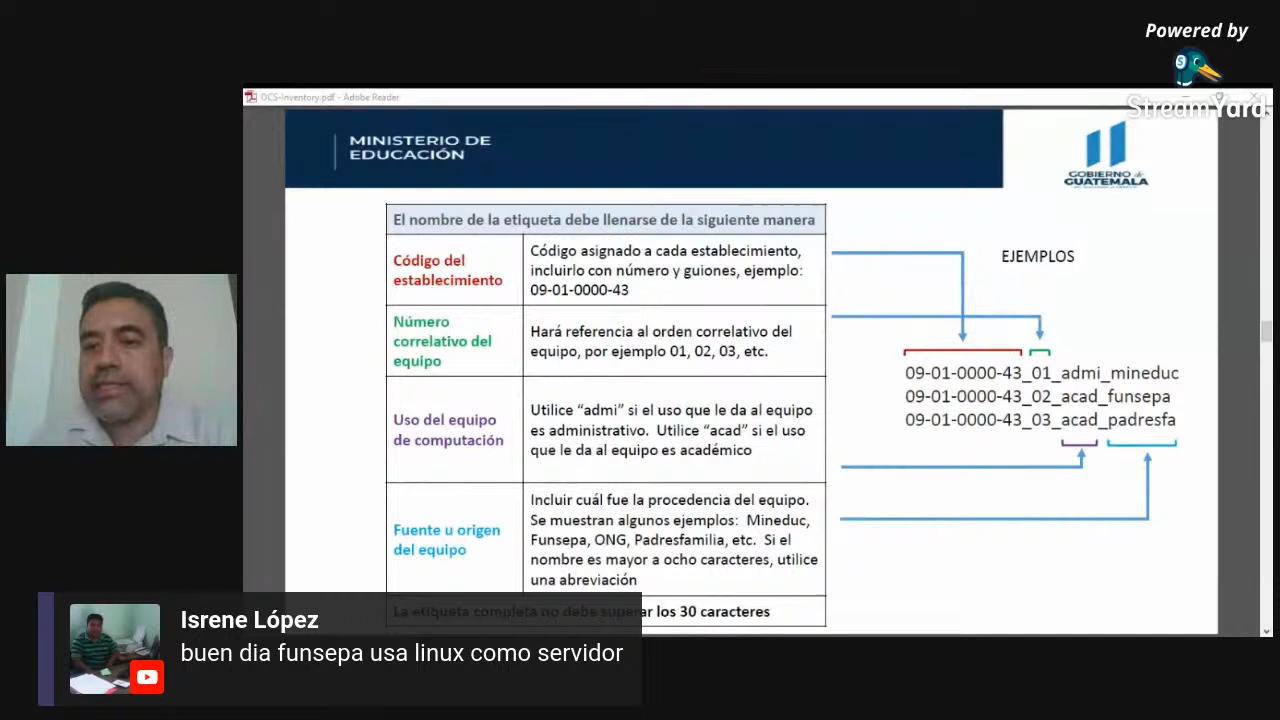 Powered by
StreamYard
OCS-Inventory.pdf - Adobe Reader
MINISTERIO DE
EDUCACIÓN
GOBIERNO de
GUATEMALA
El nombre de la etiqueta debe llenarse de la siguiente manera
Código del
establecimiento
Código asignado a cada establecimiento,
incluirlo con número y guiones, ejemplo:
09-01-0000-43
Número
correlativo del
equipo
Hará referencia al orden correlativo del
equipo, por ejemplo 01, 02, 03, etc.
Uso del equipo
de computación
Utilice “admi” si el uso que le da al equipo
es administrativo. Utilice “acad” si el uso
que le da al equipo es académico
Fuente u origen
del equipo
Incluir cuál fue la procedencia del equipo.
Se muestran algunos ejemplos: Mineduc,
Funsepa, ONG, Padresfamilia, etc. Si el
nombre es mayor a ocho caracteres, utilice
una abreviación
La etiqueta completa no debe superar los 30 caracteres
EJEMPLOS
09-01-0000-43_01_admi_mineduc
09-01-0000-43_02_acad_funsepa
09-01-0000-43_03_acad_padresfa
Isrene López
buen dia funsepa usa linux como servidor